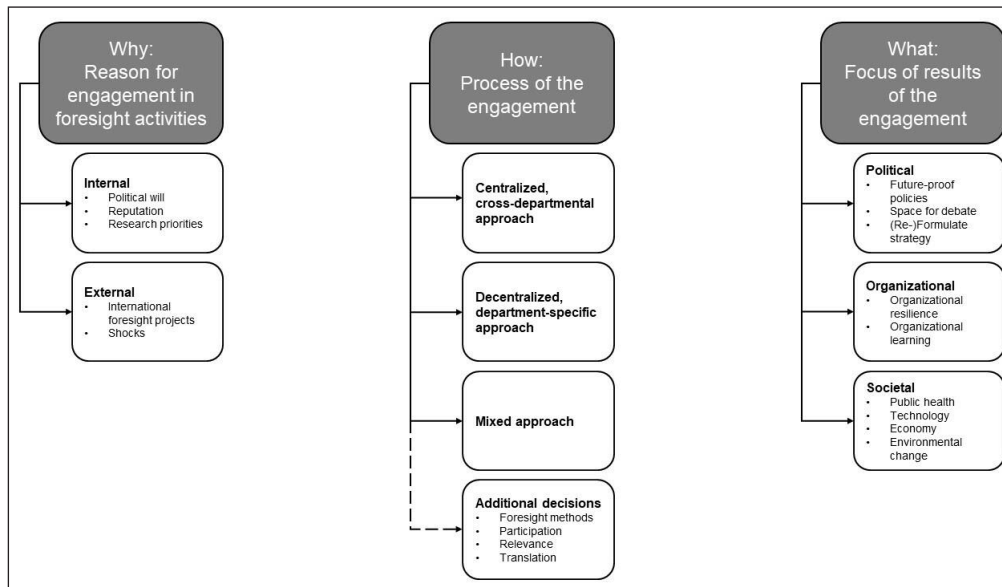 Why:
Reason for
engagement in
foresight activities
Internal
• Political will
• Reputation
• Research priorities
External
• International
foresight projects
• Shocks
How:
Process of the
engagement
Centralized,
cross-departmental
approach
Decentralized,
department-specific
approach
Mixed approach
Additional decisions
• Foresight methods
• Participation
• Relevance
• Translation
What:
Focus of results
of the
engagement
Political
• Future-proof
policies
• Space for debate
• (Re-)Formulate
strategy
Organizational
• Organizational
resilience
• Organizational
learning
Societal
• Public health
• Technology
• Economy
• Environmental
change